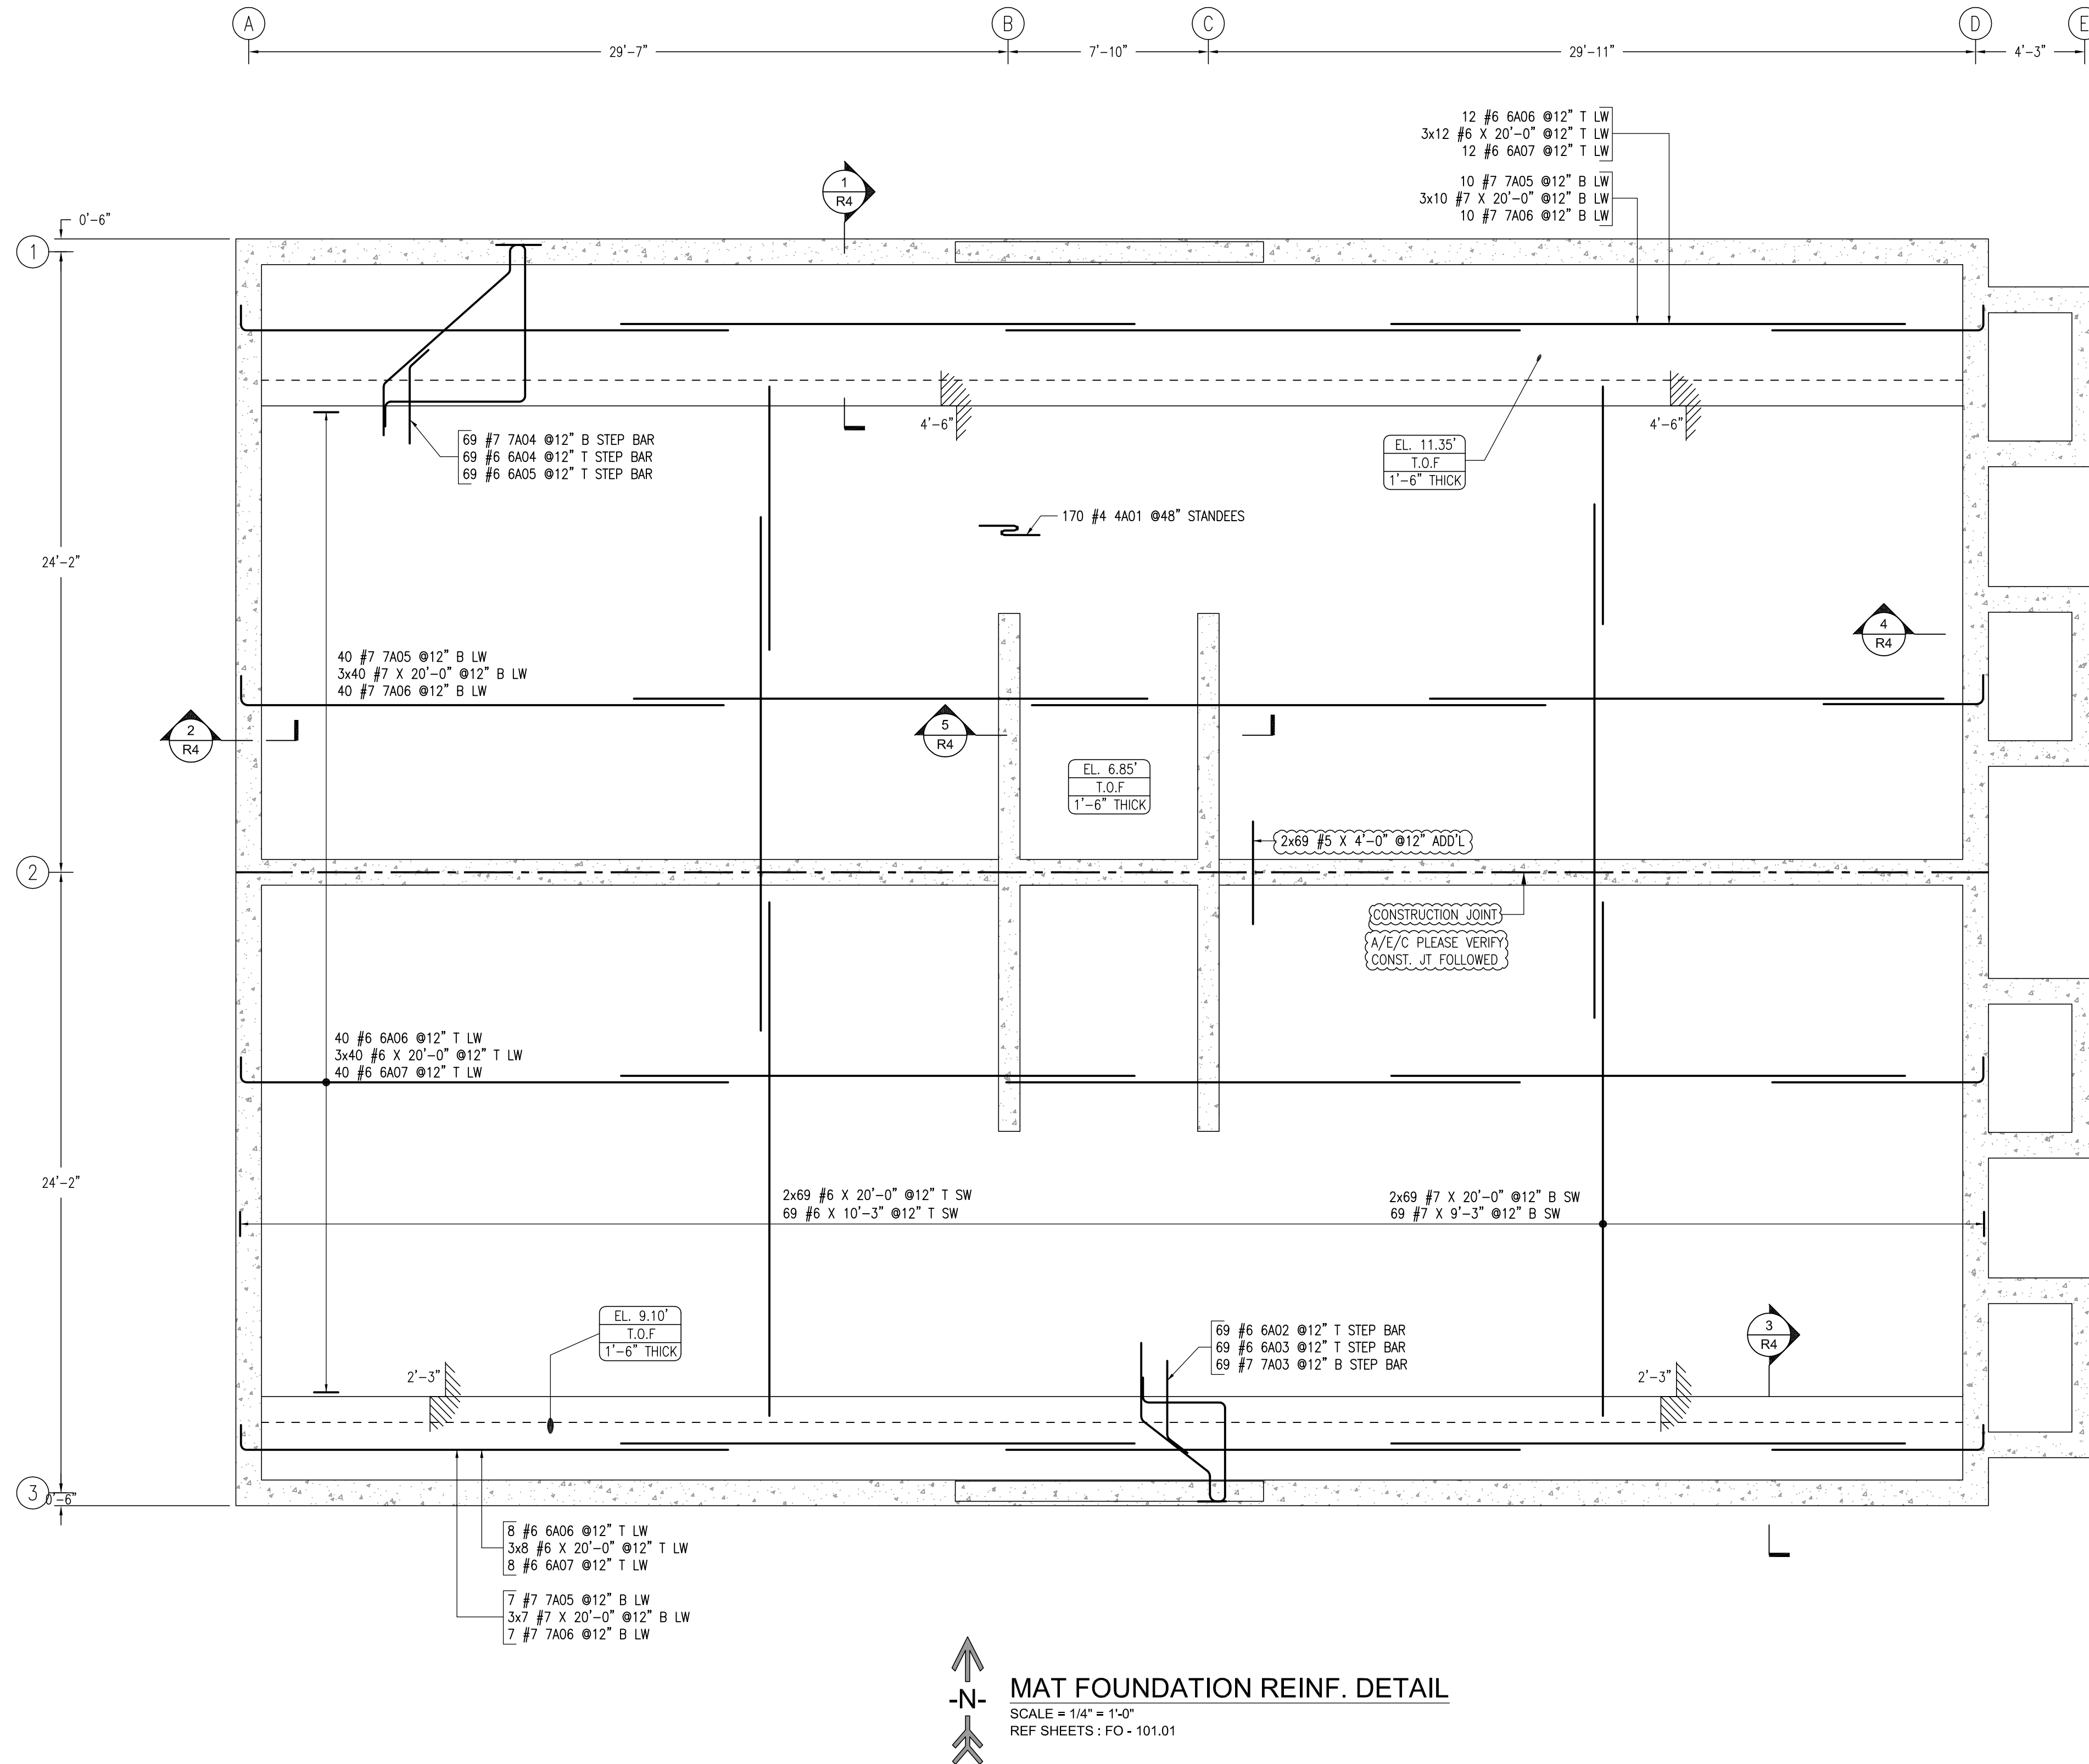 A
B
C
D
E
29'-7"
7'-10"
29'-11"
4'-3"
12 #6 6A06 @12" T LW
3x12 #6 X 20'-0" @12" T LW
12 #6 6A07 @12" T LW
10 #7 7A05 @12" B LW
3x10 #7 X 20'-0" @12" B LW
10 #7 7A06 @12" B LW
1
R4
0'-6"
1
4'-6"
4'-6"
69 #7 7A04 @12" B STEP BAR
69 #6 6A04 @12" T STEP BAR
69 #6 6A05 @12" T STEP BAR
EL. 11.35'
T.O.F
1'-6" THICK
170 #4 4A01 @48" STANDEES
24'-2"
4
R4
40 #7 7A05 @12" B LW
3x40 #7 X 20'-0" @12" B LW
40 #7 7A06 @12" B LW
2
R4
5
R4
EL. 6.85'
T.O.F
1'-6" THICK
2x69 #5 X 4'-0" @12" ADD'L
2
CONSTRUCTION JOINT
A/E/C PLEASE VERIFY
CONST. JT FOLLOWED
40 #6 6A06 @12" T LW
3x40 #6 X 20'-0" @12" T LW
40 #6 6A07 @12" T LW
24'-2"
2x69 #6 X 20'-0" @12" T SW
69 #6 X 10'-3" @12" T SW
2x69 #7 X 20'-0" @12" B SW
69 #7 X 9'-3" @12" B SW
EL. 9.10'
T.O.F
1'-6" THICK
69 #6 6A02 @12" T STEP BAR
69 #6 6A03 @12" T STEP BAR
69 #7 7A03 @12" B STEP BAR
3
R4
2'-3"
2'-3"
3
0'-6"
8 #6 6A06 @12" T LW
3x8 #6 X 20'-0" @12" T LW
8 #6 6A07 @12" T LW
7 #7 7A05 @12" B LW
3x7 #7 X 20'-0" @12" B LW
7 #7 7A06 @12" B LW
-N-
MAT FOUNDATION REINF. DETAIL
SCALE = 1/4" = 1'-0"
REF SHEETS : FO - 101.01